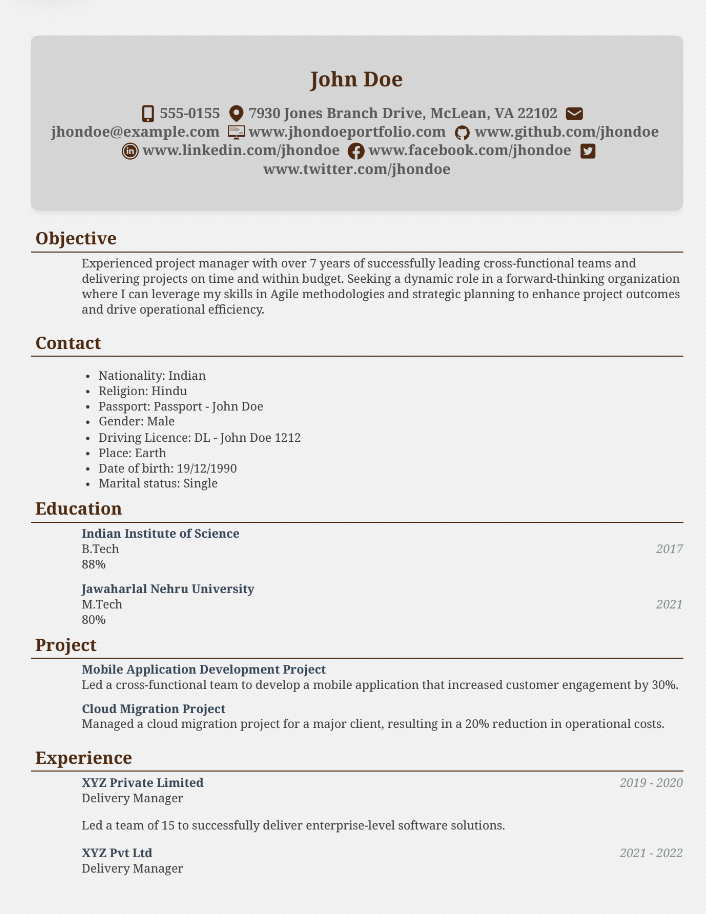 John Doe
555-0155 7930 Jones Branch Drive, McLean, VA 22102
jhondoe@example.com www.jhondoeportfolio.com www.github.com/jhondoe
www.linkedin.com/jhondoe www.facebook.com/jhondoe
www.twitter.com/jhondoe
Objective
Experienced project manager with over 7 years of successfully leading cross-functional teams and
delivering projects on time and within budget. Seeking a dynamic role in a forward-thinking organization
where I can leverage my skills in Agile methodologies and strategic planning to enhance project outcomes
and drive operational efficiency.
Contact
• Nationality: Indian
• Religion: Hindu
• Passport: Passport - John Doe
• Gender: Male
• Driving Licence: DL - John Doe 1212
• Place: Earth
• Date of birth: 19/12/1990
• Marital status: Single
Education
Indian Institute of Science
B.Tech 2017
88%
Jawaharlal Nehru University
M.Tech 2021
80%
Project
Mobile Application Development Project
Led a cross-functional team to develop a mobile application that increased customer engagement by 30%.
Cloud Migration Project
Managed a cloud migration project for a major client, resulting in a 20% reduction in operational costs.
Experience
XYZ Private Limited 2019 - 2020
Delivery Manager
Led a team of 15 to successfully deliver enterprise-level software solutions.
XYZ Pvt Ltd 2021 - 2022
Delivery Manager